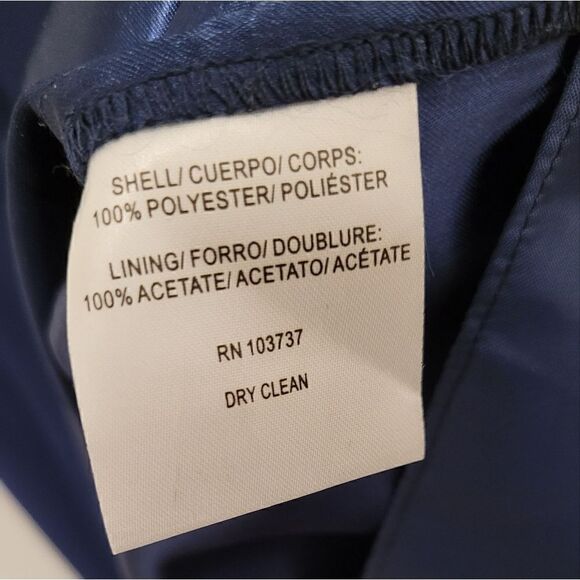 SHELL/ CUERPO/ CORPS:
100% POLYESTER/ POLIÉSTER
LINING/ FORRO/ DOUBLURE:
100% ACETATE/ ACETATO/ ACÉTATE
RN 103737
DRY CLEAN